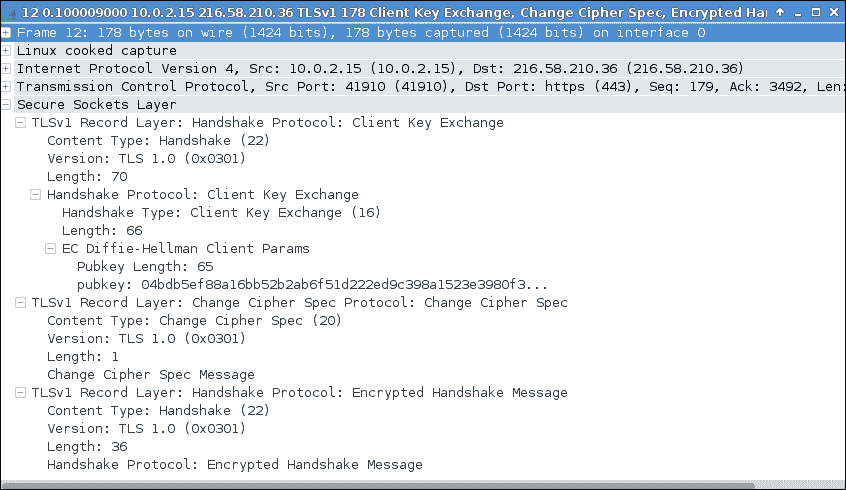 12 0.100009000 10.0.2.15 216.58.210.36 TLSv1 178 Client Key Exchange, Change Cipher Spec, Encrypted Ha
Frame 12: 178 bytes on wire (1424 bits), 178 bytes captured (1424 bits) on interface 0
Linux cooked capture
Internet Protocol Version 4, Src: 10.0.2.15 (10.0.2.15), Dst: 216.58.210.36 (216.58.210.36)
Transmission Control Protocol, Src Port: 41910 (41910), Dst Port: https (443), Seq: 179, Ack: 3492, Len:
Secure Sockets Layer
TLSv1 Record Layer: Handshake Protocol: Client Key Exchange
Content Type: Handshake (22)
Version: TLS 1.0 (0x0301)
Length: 70
Handshake Protocol: Client Key Exchange
Handshake Type: Client Key Exchange (16)
Length: 66
EC Diffie-Hellman Client Params
Pubkey Length: 65
pubkey: 04bdb5ef88a16bb52b2ab6f51d222ed9c398a1523e3980f3...
TLSv1 Record Layer: Change Cipher Spec Protocol: Change Cipher Spec
Content Type: Change Cipher Spec (20)
Version: TLS 1.0 (0x0301)
Length: 1
Change Cipher Spec Message
TLSv1 Record Layer: Handshake Protocol: Encrypted Handshake Message
Content Type: Handshake (22)
Version: TLS 1.0 (0x0301)
Length: 36
Handshake Protocol: Encrypted Handshake Message